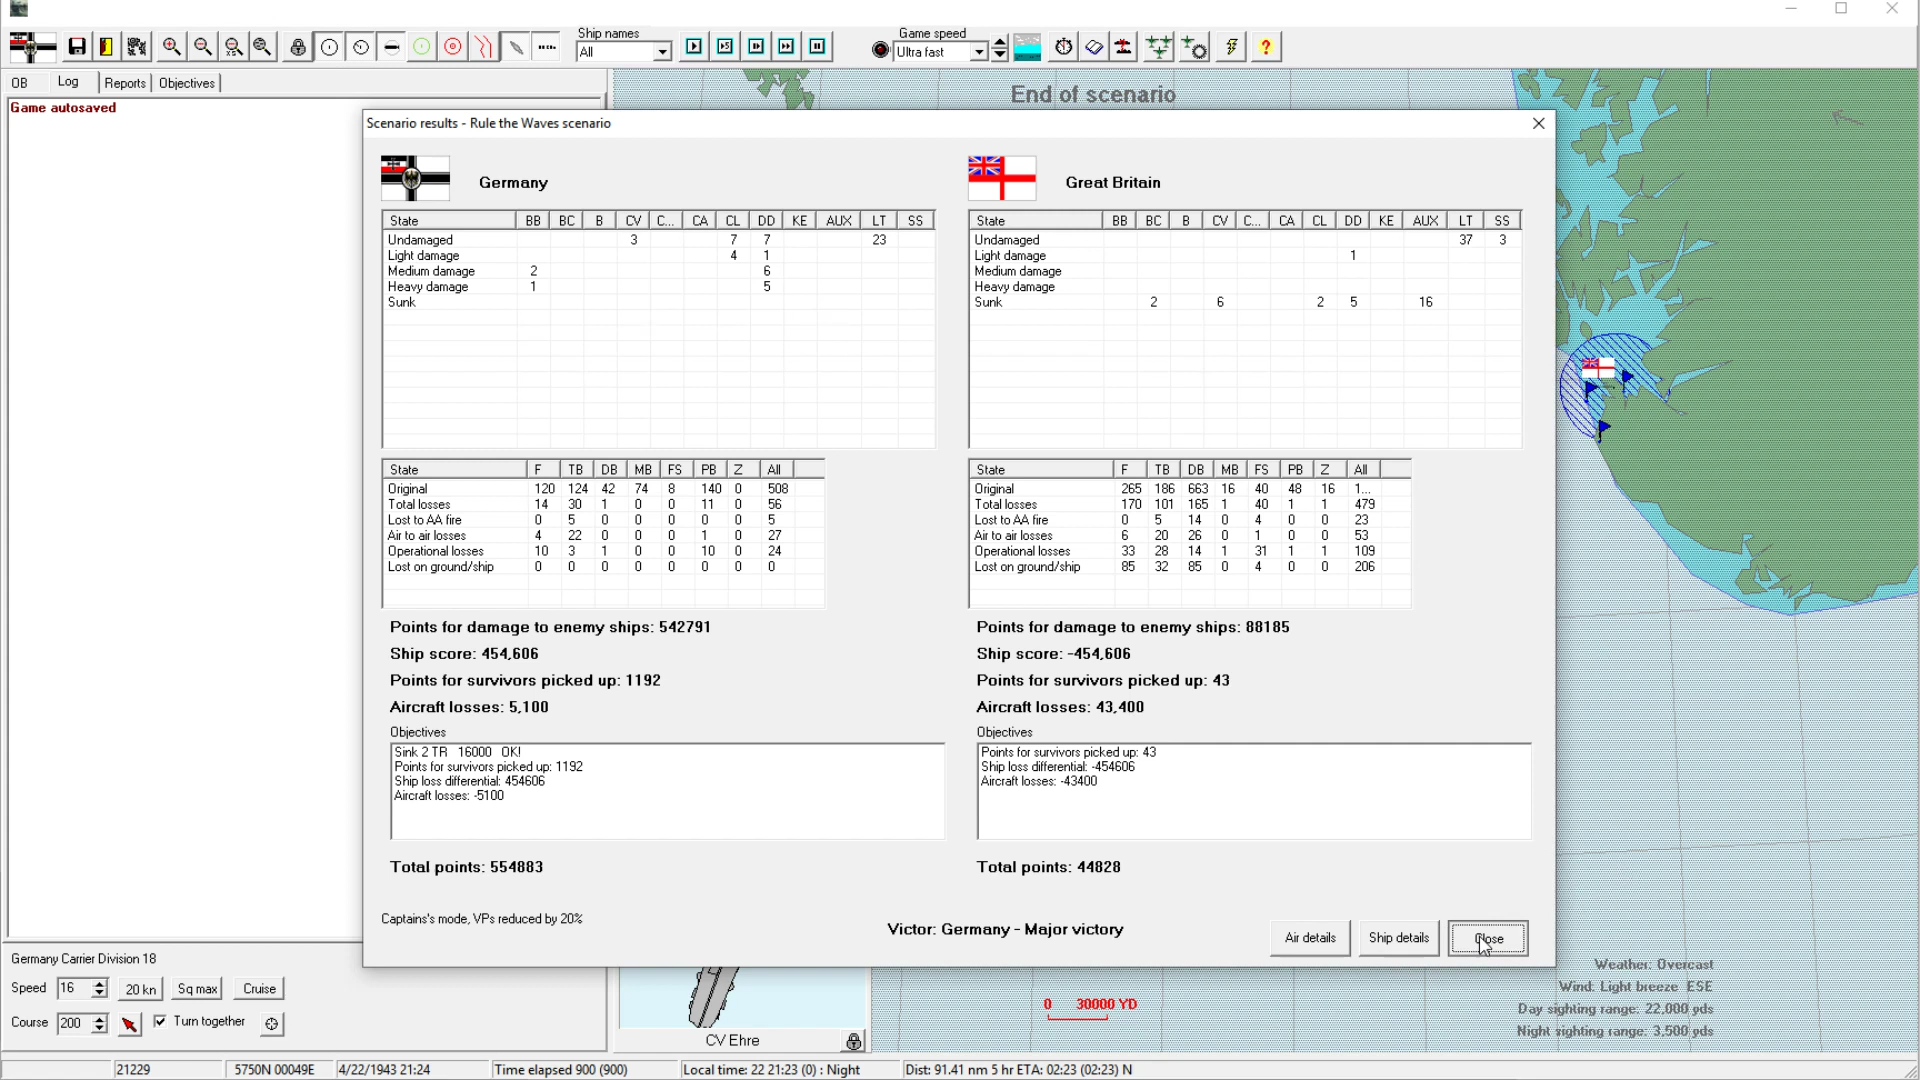 Ship names
All
Game speed
Ultra fast
OB Log Reports Objectives
Game autosaved
End of scenario
Scenario results - Rule the Waves scenario
Germany
State BB BC B CV C... CA CL DD KE AUX LT SS
Undamaged 3 7 7 23
Light damage 4 1
Medium damage 2 6
Heavy damage 1 5
Sunk
State F TB DB MB FS PB Z All
Original 120 124 42 74 8 140 0 508
Total losses 14 30 1 0 0 11 0 56
Lost to AA fire 0 5 0 0 0 0 0 5
Air to air losses 4 22 0 0 0 1 0 27
Operational losses 10 3 1 0 0 10 0 24
Lost on ground/ship 0 0 0 0 0 0 0 0
Points for damage to enemy ships: 542791
Ship score: 454,606
Points for survivors picked up: 1192
Aircraft losses: 5,100
Objectives
Sink 2 TR 16000 OK!
Points for survivors picked up: 1192
Ship loss differential: 454606
Aircraft losses: -5100
Total points: 554883
Captains's mode, VPs reduced by 20%
Great Britain
State BB BC B CV C... CA CL DD KE AUX LT SS
Undamaged 37 3
Light damage 1
Medium damage
Heavy damage
Sunk 2 6 2 5 16
State F TB DB MB FS PB Z All
Original 265 186 663 16 40 48 16 1...
Total losses 170 101 165 1 40 1 1 479
Lost to AA fire 0 5 14 0 4 0 0 23
Air to air losses 6 20 26 0 1 0 0 53
Operational losses 33 28 14 1 31 1 1 109
Lost on ground/ship 85 32 85 0 4 0 0 206
Points for damage to enemy ships: 88185
Ship score: -454,606
Points for survivors picked up: 43
Aircraft losses: 43,400
Objectives
Points for survivors picked up: 43
Ship loss differential: -454606
Aircraft losses: -43400
Total points: 44828
Victor: Germany - Major victory
Air details Ship details Close
Germany Carrier Division 18
Speed 16 20 kn Sq max Cruise
Course 200 Turn together
CV Ehre
0 30000 YD
Weather: Overcast
Wind: Light breeze ESE
Day sighting range: 22,000 yds
Night sighting range: 3,500 yds
21229 5750N 00049E 4/22/1943 21:24 Time elapsed 900 (900) Local time: 22 21:23 (0) : Night Dist: 91.41 nm 5 hr ETA: 02:23 (02:23) N